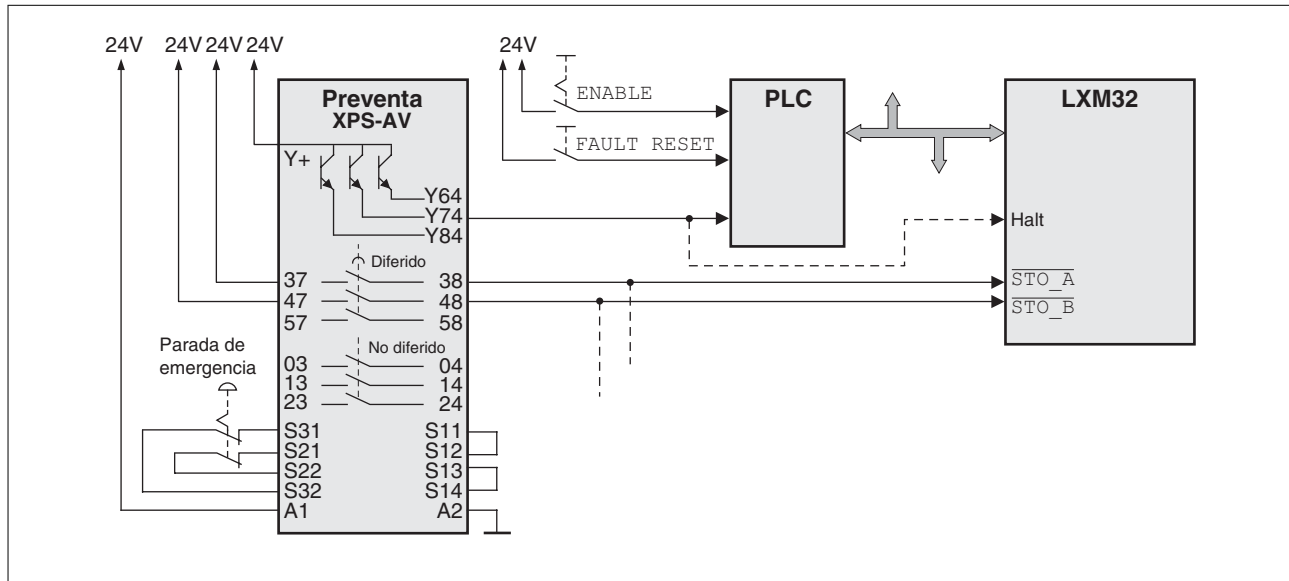 24V 24V 24V 24V 24V
Preventa
XPS-AV
Y+
Y64
Y74
Y84
Diferido
37 38
47 48
57 58
No diferido
03 04
13 14
23 24
Parada de
emergencia
S31 S11
S21 S12
S22 S13
S32 S14
A1 A2
ENABLE
FAULT RESET
PLC
LXM32
Halt
STO_A
STO_B